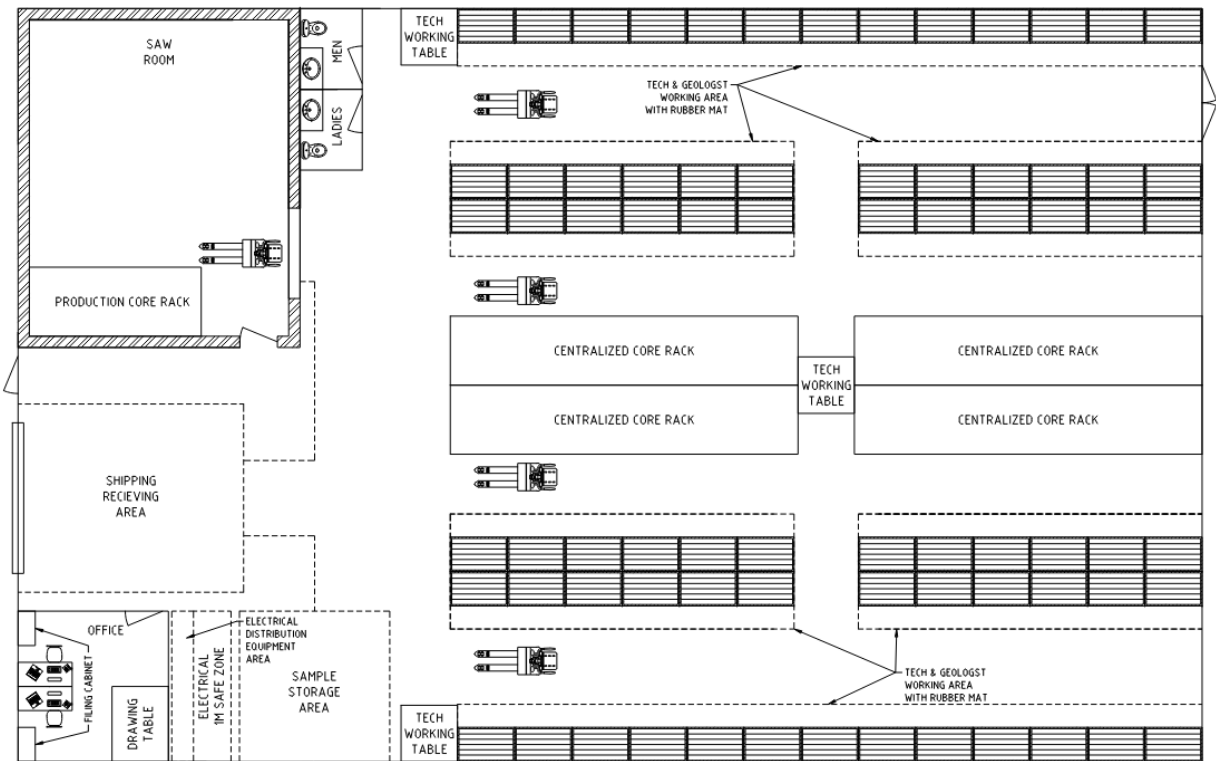 SAW
ROOM
MEN
LADIES
TECH
WORKING
TABLE
TECH & GEOLOGST
WORKING AREA
WITH RUBBER MAT
PRODUCTION CORE RACK
CENTRALIZED CORE RACK
CENTRALIZED CORE RACK
TECH
WORKING
TABLE
CENTRALIZED CORE RACK
CENTRALIZED CORE RACK
SHIPPING
RECIEVING
AREA
OFFICE
FILING CABINET
DRAWING
TABLE
ELECTRICAL
1M SAFE ZONE
ELECTRICAL
DISTRIBUTION
EQUIPMENT
AREA
SAMPLE
STORAGE
AREA
TECH & GEOLOGST
WORKING AREA
WITH RUBBER MAT
TECH
WORKING
TABLE